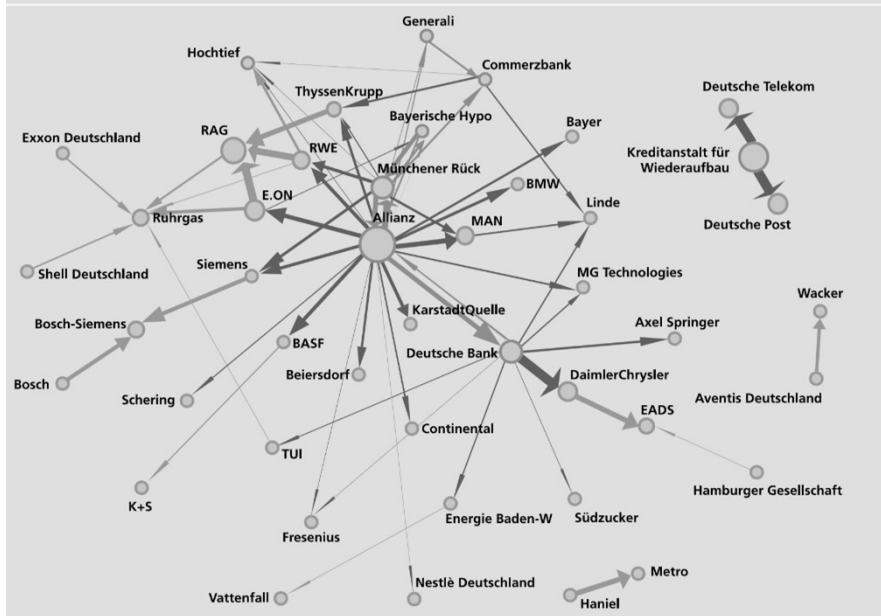 Generali
Hochtief
Commerzbank
ThyssenKrupp
Deutsche Telekom
Bayerische Hypo
Bayer
RAG
Exxon Deutschland
RWE
Kreditanstalt für
Wiederaufbau
Münchener Rück
BMW
E.ON
Ruhrgas
Allianz
MAN
Linde
Deutsche Post
Siemens
Shell Deutschland
MG Technologies
Wacker
Bosch-Siemens
KarstadtQuelle
Axel Springer
BASF
Deutsche Bank
Bosch
Beiersdorf
DaimlerChrysler
Schering
Aventis Deutschland
EADS
Continental
TUI
Hamburger Gesellschaft
K+S
Energie Baden-W
Südzucker
Fresenius
Metro
Vattenfall
Nestlè Deutschland
Haniel